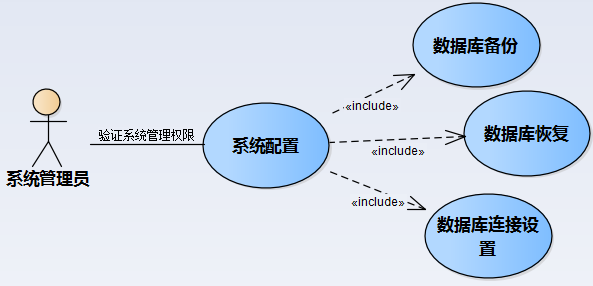 数据库备份
«include»
验证系统管理权限
系统配置
数据库恢复
«include»
系统管理员
«include»
数据库连接设
置